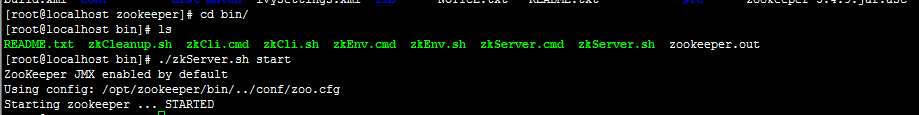 [root@localhost zookeeper]# cd bin/
[root@localhost bin]# ls
README.txt zkCleanup.sh zkCli.cmd zkCli.sh zkEnv.cmd zkEnv.sh zkServer.cmd zkServer.sh zookeeper.out
[root@localhost bin]# ./zkServer.sh start
ZooKeeper JMX enabled by default
Using config: /opt/zookeeper/bin/../conf/zoo.cfg
Starting zookeeper ... STARTED